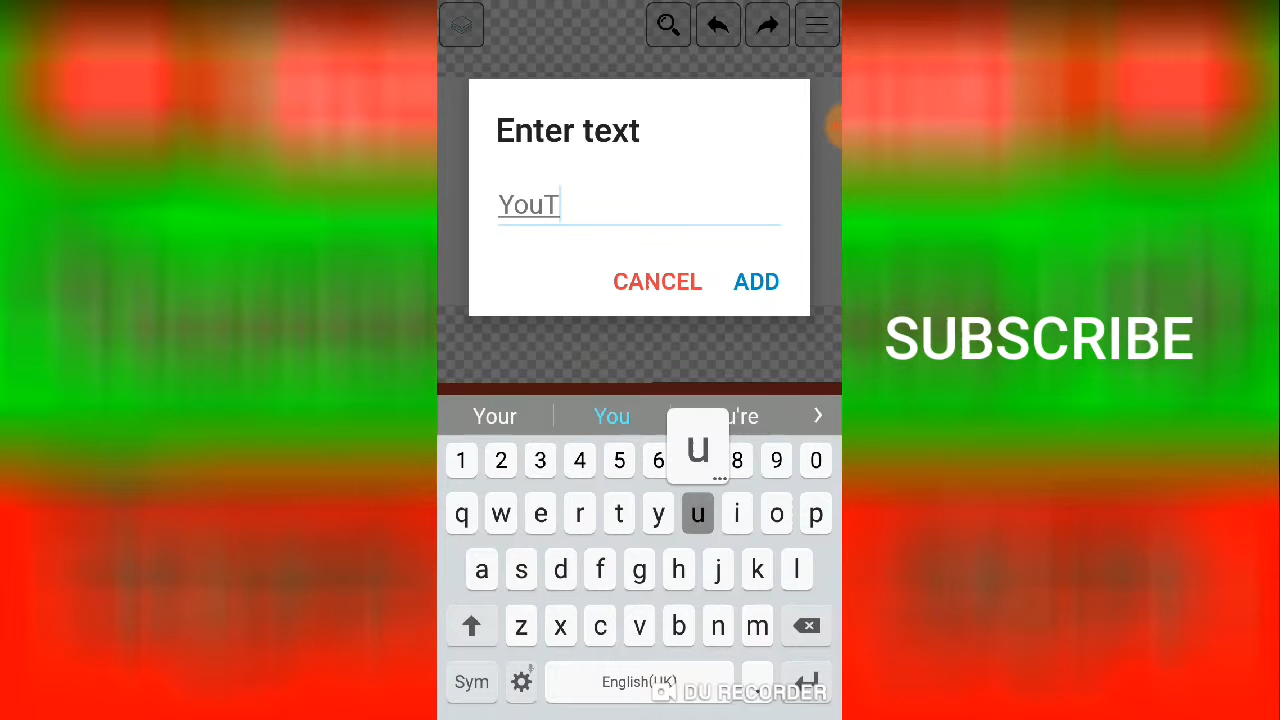 Enter text
YouT
CANCEL ADD
SUBSCRIBE
Your You u're
u
1 2 3 4 5 6 8 9 0
q w e r t y u i o p
a s d f g h j k l
z x c v b n m
Sym English(UK) .
DU RECORDER